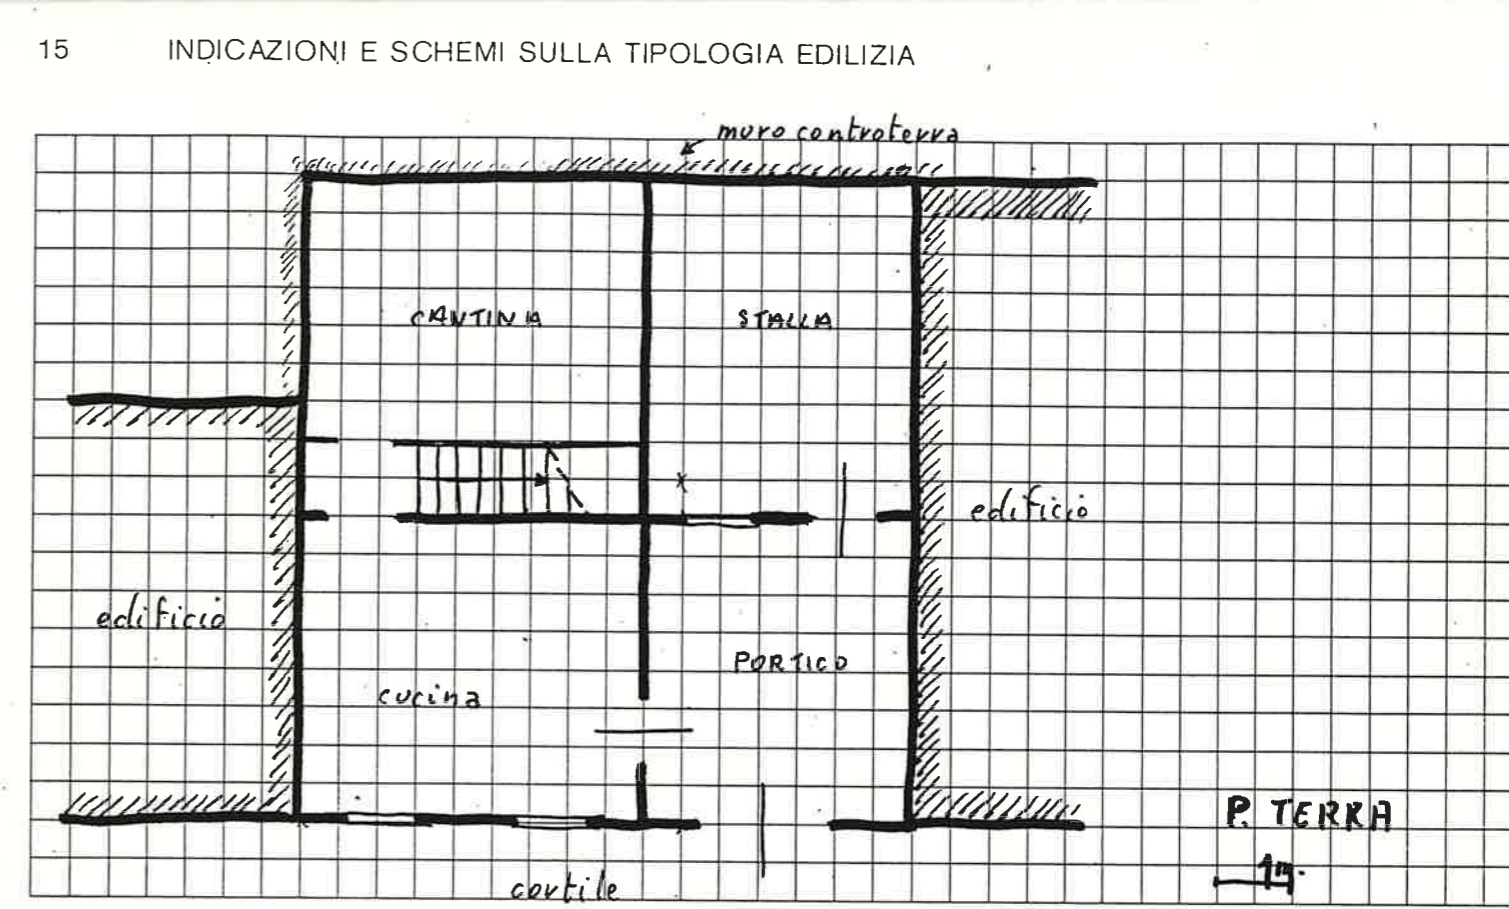 15 INDICAZIONI E SCHEMI SULLA TIPOLOGIA EDILIZIA
muro controterra
CANTINA
STALLA
x
edificio
edificio
PORTICO
cucina
P. TERRA
1m.
cortile